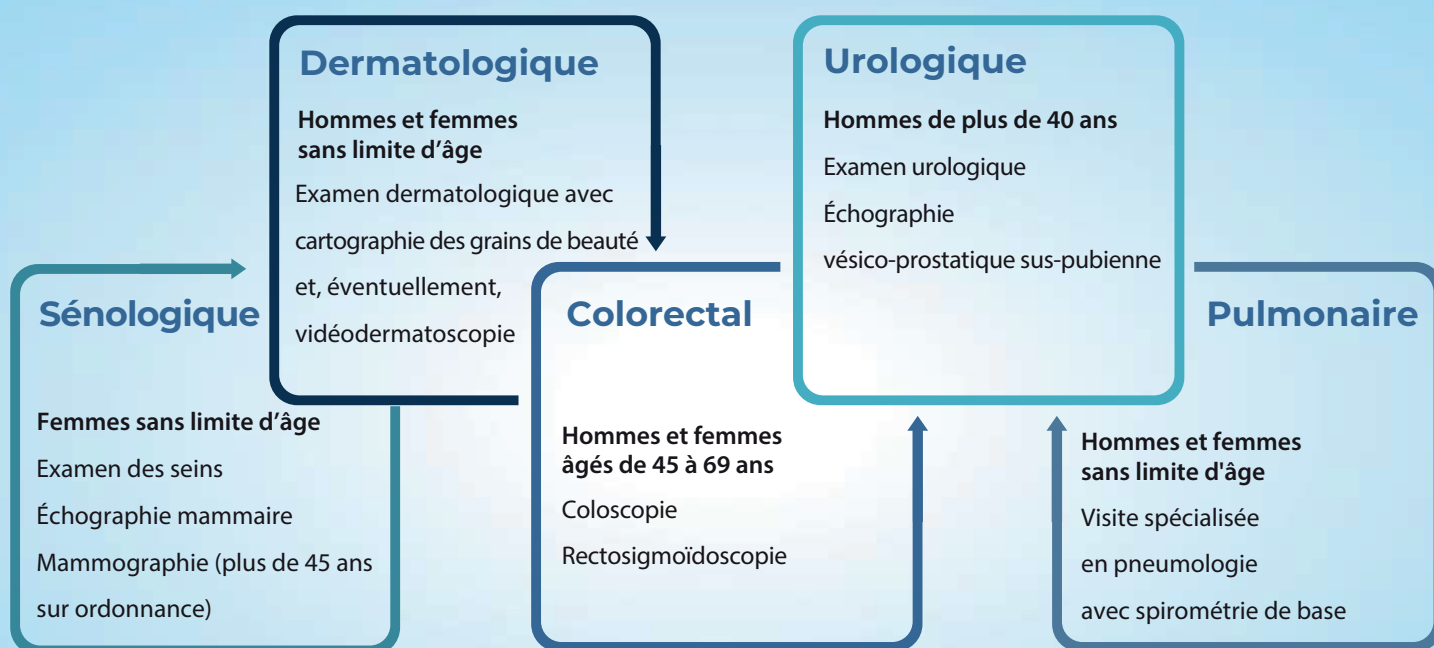 Sénologique
Femmes sans limite d’âge
Examen des seins
Échographie mammaire
Mammographie (plus de 45 ans
sur ordonnance)
Dermatologique
Hommes et femmes
sans limite d’âge
Examen dermatologique avec
cartographie des grains de beauté
et, éventuellement,
vidéodermatoscopie
Colorectal
Hommes et femmes
âgés de 45 à 69 ans
Coloscopie
Rectosigmoïdoscopie
Urologique
Hommes de plus de 40 ans
Examen urologique
Échographie
vésico-prostatique sus-pubienne
Pulmonaire
Hommes et femmes
sans limite d'âge
Visite spécialisée
en pneumologie
avec spirométrie de base